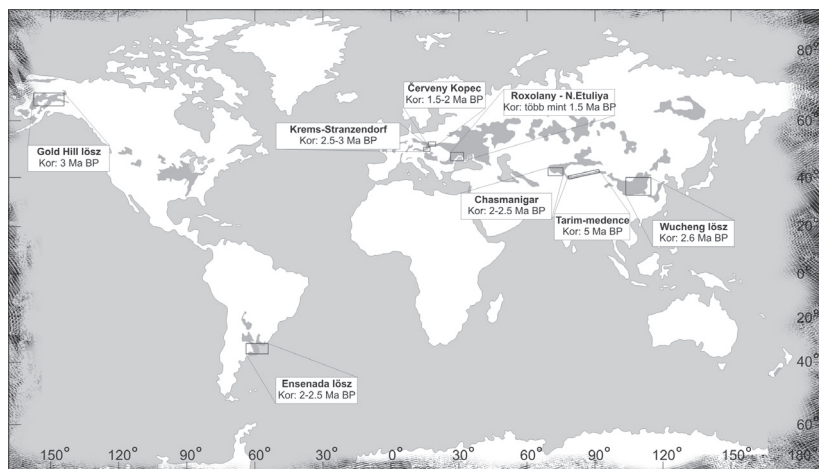 80°
Červeny Kopec
Kor: 1.5-2 Ma BP
Roxolany - N.Etuliya
Kor: több mint 1.5 Ma BP
60°
Krems-Stranzendorf
Kor: 2.5-3 Ma BP
Gold Hill lösz
Kor: 3 Ma BP
40°
Chasmanigar
Kor: 2-2.5 Ma BP
Tarim-medence
Kor: 5 Ma BP
Wucheng lösz
Kor: 2.6 Ma BP
20°
0°
20°
40°
Ensenada lösz
Kor: 2-2.5 Ma BP
60°
150° 120° 90° 60° 30° 0° 30° 60° 90° 120° 150° 180°